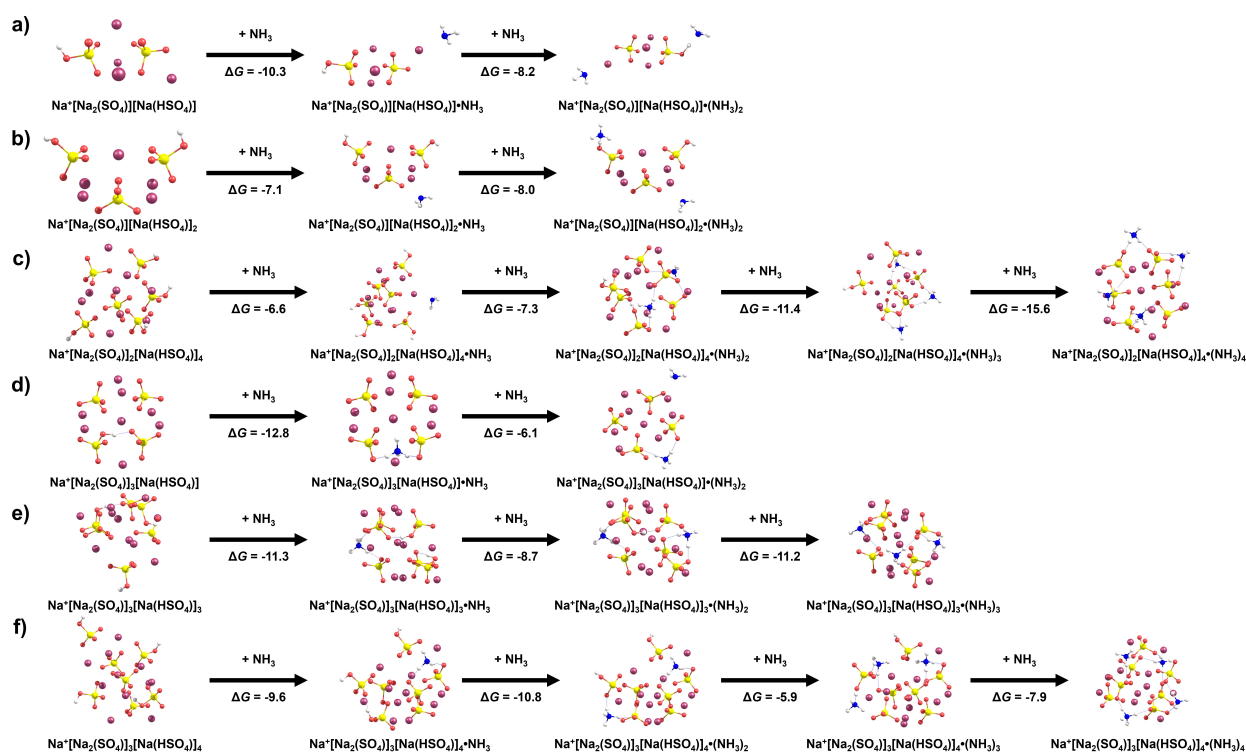 a)
+ NH₃
+ NH₃
ΔG = -10.3
ΔG = -8.2
Na⁺[Na₂(SO₄)][Na(HSO₄)]
Na⁺[Na₂(SO₄)][Na(HSO₄)]•NH₃
Na⁺[Na₂(SO₄)][Na(HSO₄)]•(NH₃)₂
b)
+ NH₃
+ NH₃
ΔG = -7.1
ΔG = -8.0
Na⁺[Na₂(SO₄)][Na(HSO₄)]₂
Na⁺[Na₂(SO₄)][Na(HSO₄)]₂•NH₃
Na⁺[Na₂(SO₄)][Na(HSO₄)]₂•(NH₃)₂
c)
+ NH₃
+ NH₃
+ NH₃
+ NH₃
ΔG = -6.6
ΔG = -7.3
ΔG = -11.4
ΔG = -15.6
Na⁺[Na₂(SO₄)]₂[Na(HSO₄)]₄
Na⁺[Na₂(SO₄)]₂[Na(HSO₄)]₄•NH₃
Na⁺[Na₂(SO₄)]₂[Na(HSO₄)]₄•(NH₃)₂
Na⁺[Na₂(SO₄)]₂[Na(HSO₄)]₄•(NH₃)₃
Na⁺[Na₂(SO₄)]₂[Na(HSO₄)]₄•(NH₃)₄
d)
+ NH₃
+ NH₃
ΔG = -12.8
ΔG = -6.1
Na⁺[Na₂(SO₄)]₃[Na(HSO₄)]
Na⁺[Na₂(SO₄)]₃[Na(HSO₄)]•NH₃
Na⁺[Na₂(SO₄)]₃[Na(HSO₄)]•(NH₃)₂
e)
+ NH₃
+ NH₃
+ NH₃
ΔG = -11.3
ΔG = -8.7
ΔG = -11.2
Na⁺[Na₂(SO₄)]₃[Na(HSO₄)]₃
Na⁺[Na₂(SO₄)]₃[Na(HSO₄)]₃•NH₃
Na⁺[Na₂(SO₄)]₃[Na(HSO₄)]₃•(NH₃)₂
Na⁺[Na₂(SO₄)]₃[Na(HSO₄)]₃•(NH₃)₃
f)
+ NH₃
+ NH₃
+ NH₃
+ NH₃
ΔG = -9.6
ΔG = -10.8
ΔG = -5.9
ΔG = -7.9
Na⁺[Na₂(SO₄)]₃[Na(HSO₄)]₄
Na⁺[Na₂(SO₄)]₃[Na(HSO₄)]₄•NH₃
Na⁺[Na₂(SO₄)]₃[Na(HSO₄)]₄•(NH₃)₂
Na⁺[Na₂(SO₄)]₃[Na(HSO₄)]₄•(NH₃)₃
Na⁺[Na₂(SO₄)]₃[Na(HSO₄)]₄•(NH₃)₄